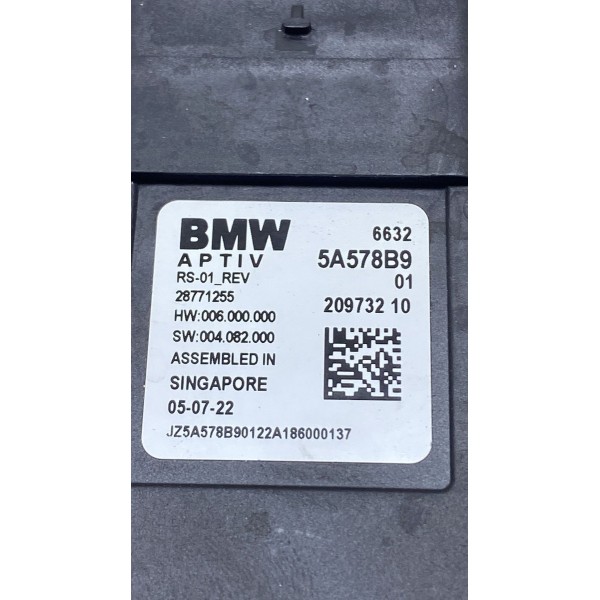 BMW 6632
APTIV 5A578B9
RS-01_REV 01
28771255 209732 10
HW:006.000.000
SW:004.082.000
ASSEMBLED IN
SINGAPORE
05-07-22
JZ5A578B90122A186000137